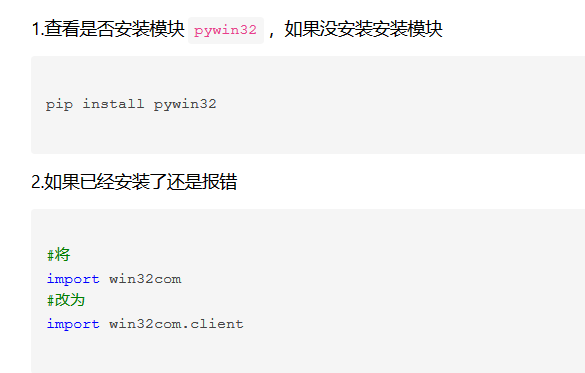 1.查看是否安装模块 pywin32 ，如果没安装安装模块
pip install pywin32
2.如果已经安装了还是报错
#将
import win32com
#改为
import win32com.client